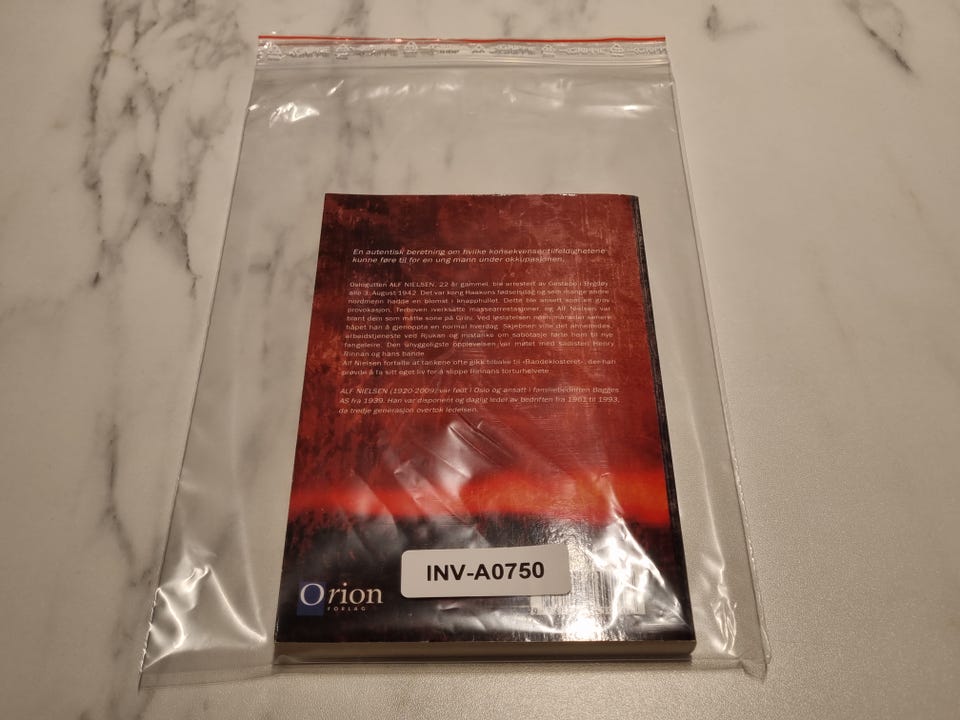 GRIPPIE GRIPPIE GRIPPIE
En autentisk beretning om hvilke konsekvenser tilfeldighetene
kunne føre til for en ung mann under okkupasjonen.
Oslogutten ALF NIELSEN, 22 år gammel, ble arrestert av Gestapo i Bygdøy
allé 3. August 1942. Det var kong Haakons fødselsdag og som mange andre
nordmenn hadde en blomst i knapphullet. Dette ble ansett som en grov
provokasjon, Terboven iverksatte massearrestasjoner, og Alf Nielsen var
blant dem som måtte sone på Grini. Ved løslatelsen noen måneder senere
håpet han å gjenoppta en normal hverdag. Skjebnen ville det annerledes,
arbeidstjeneste ved Rjukan og mistanke om sabotasje førte ham til nye
fangeleire. Den uhyggeligste opplevelsen var møtet med sadisten Henry
Rinnan og hans bande.
Alf Nielsen fortalte at tankene ofte gikk tilbake til «Bandeklosteret», der han
prøvde å få sitt eget liv for å slippe Rinnans torturhelvete.
ALF NIELSEN (1920-2009) var født i Oslo og ansatt i familiebedriften Bagges
AS fra 1939. Han var disponent og daglig leder av bedriften fra 1961 til 1993,
da tredje generasjon overtok ledelsen.
INV-A0750
Orion
FORLAG